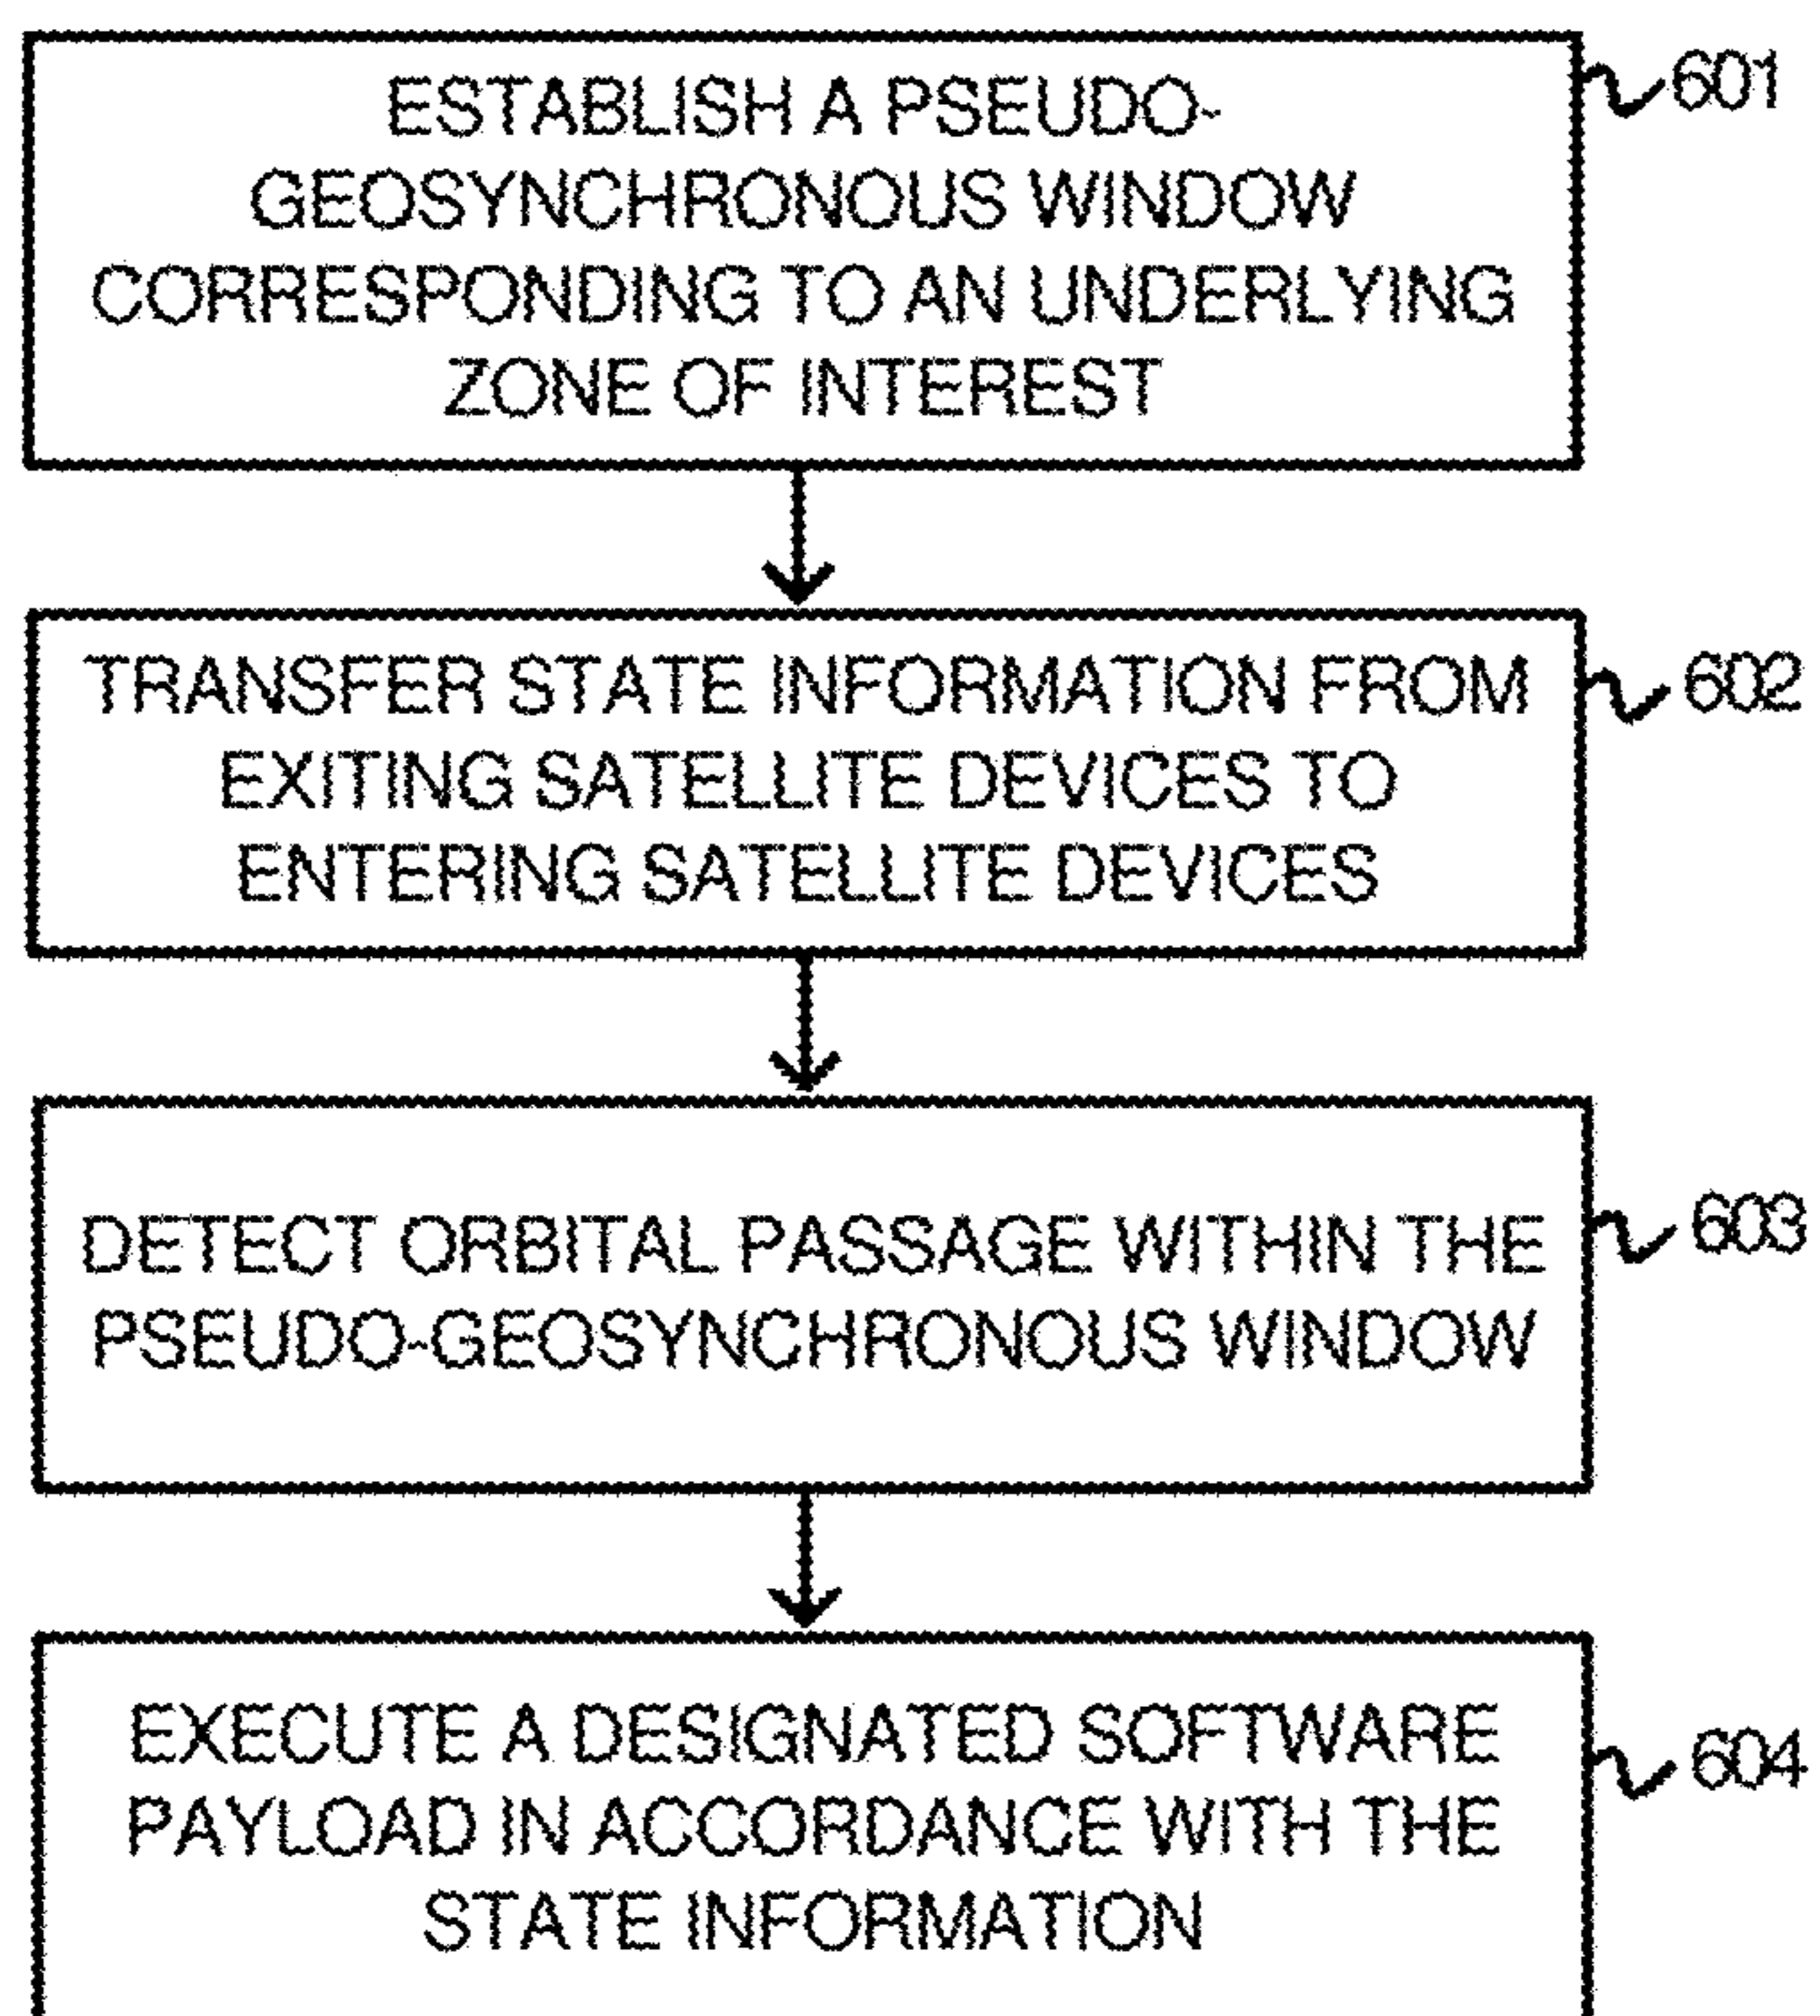 ESTABLISH A PSEUDO-
GEOSYNCHRONOUS WINDOW
CORRESPONDING TO AN UNDERLYING
ZONE OF INTEREST
601
TRANSFER STATE INFORMATION FROM
EXITING SATELLITE DEVICES TO
ENTERING SATELLITE DEVICES
602
DETECT ORBITAL PASSAGE WITHIN THE
PSEUDO-GEOSYNCHRONOUS WINDOW
603
EXECUTE A DESIGNATED SOFTWARE
PAYLOAD IN ACCORDANCE WITH THE
STATE INFORMATION
604